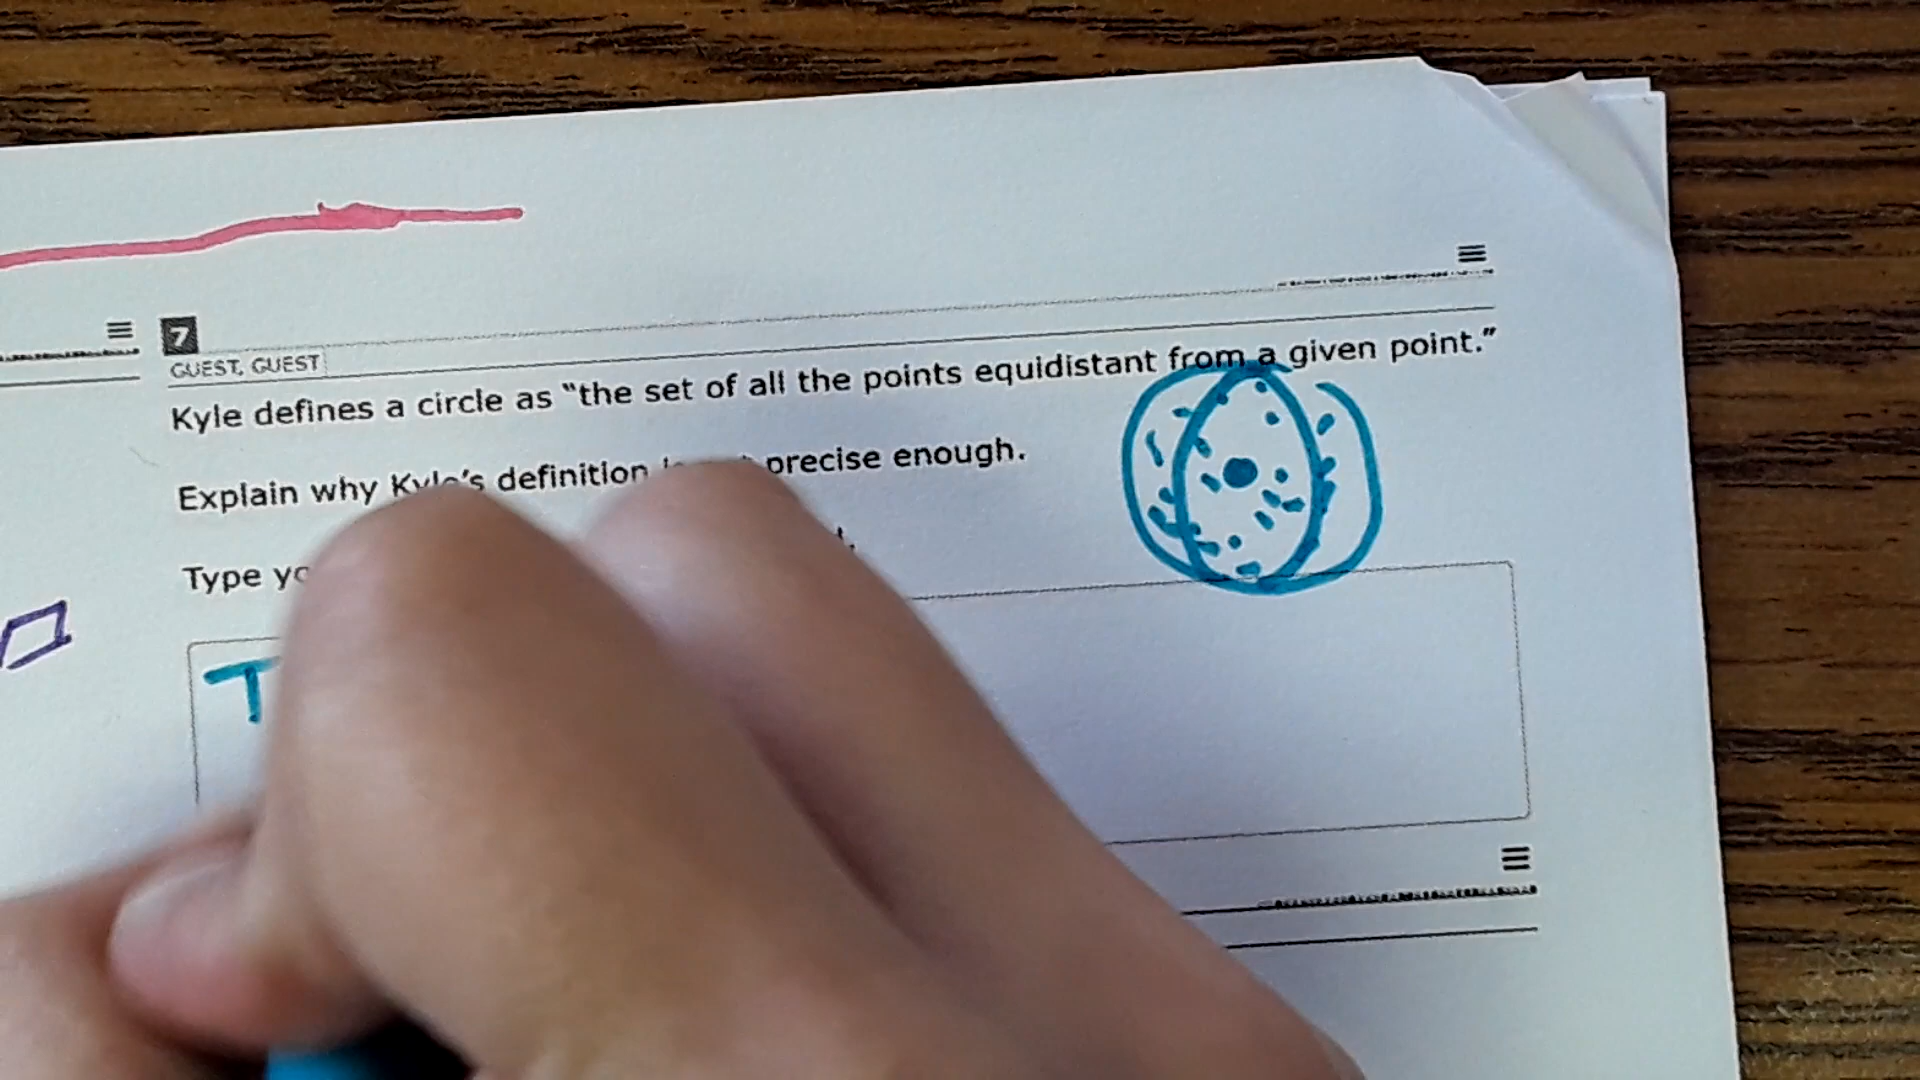 7
GUEST, GUEST
Kyle defines a circle as “the set of all the points equidistant from a given point.”
Explain why Kyle’s definition precise enough.
Type
T